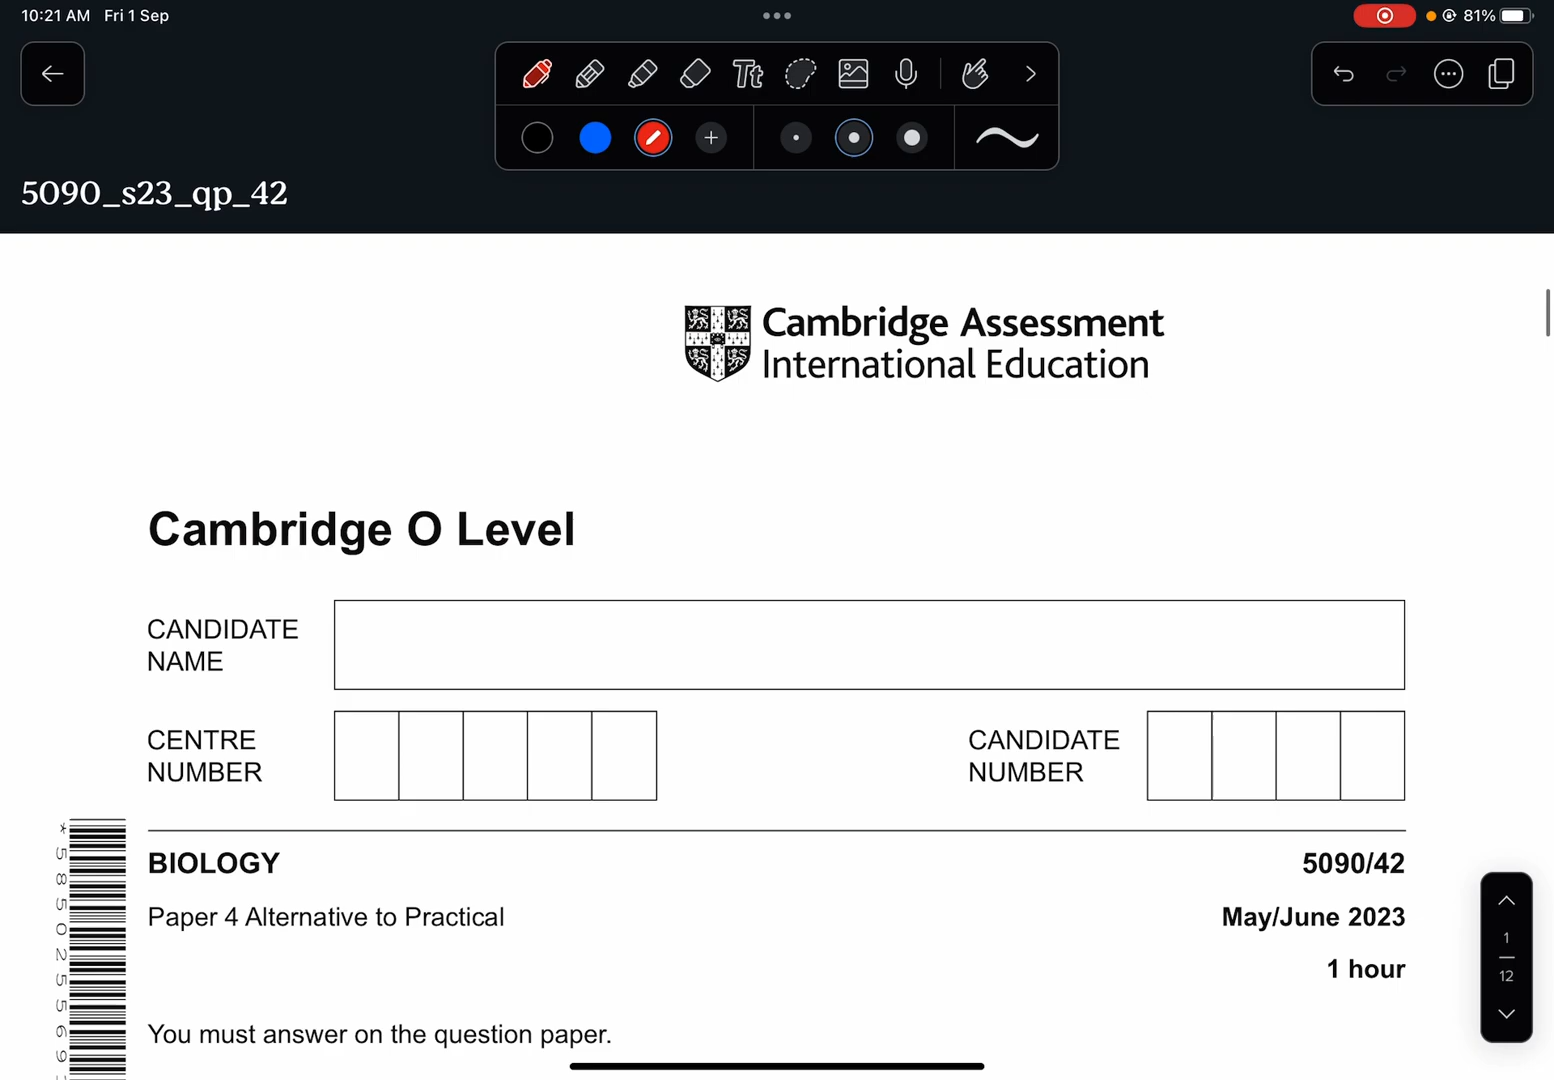 10:21 AM Fri 1 Sep
81%
Tt
5090_s23_qp_42
Cambridge Assessment
International Education
Cambridge O Level
CANDIDATE
NAME
CENTRE
NUMBER
CANDIDATE
NUMBER
BIOLOGY
5090/42
Paper 4 Alternative to Practical
May/June 2023
1 hour
You must answer on the question paper.
1
12
*585025569